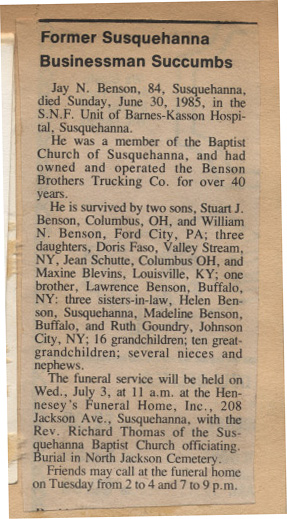 Former Susquehanna
Businessman Succumbs
Jay N. Benson, 84, Susquehanna,
died Sunday, June 30, 1985, in the
S.N.F. Unit of Barnes-Kasson Hospi-
tal, Susquehanna.
He was a member of the Baptist
Church of Susquehanna, and had
owned and operated the Benson
Brothers Trucking Co. for over 40
years.
He is survived by two sons, Stuart J.
Benson, Columbus, OH, and William
N. Benson, Ford City, PA; three
daughters, Doris Faso, Valley Stream,
NY, Jean Schutte, Columbus OH, and
Maxine Blevins, Louisville, KY; one
brother, Lawrence Benson, Buffalo,
NY; three sisters-in-law, Helen Ben-
son, Susquehanna, Madeline Benson,
Buffalo, and Ruth Goundry, Johnson
City, NY; 16 grandchildren; ten great-
grandchildren; several nieces and
nephews.
The funeral service will be held on
Wed., July 3, at 11 a.m. at the Hen-
nesey's Funeral Home, Inc., 208
Jackson Ave., Susquehanna, with the
Rev. Richard Thomas of the Sus-
quehanna Baptist Church officiating.
Burial in North Jackson Cemetery.
Friends may call at the funeral home
on Tuesday from 2 to 4 and 7 to 9 p.m.